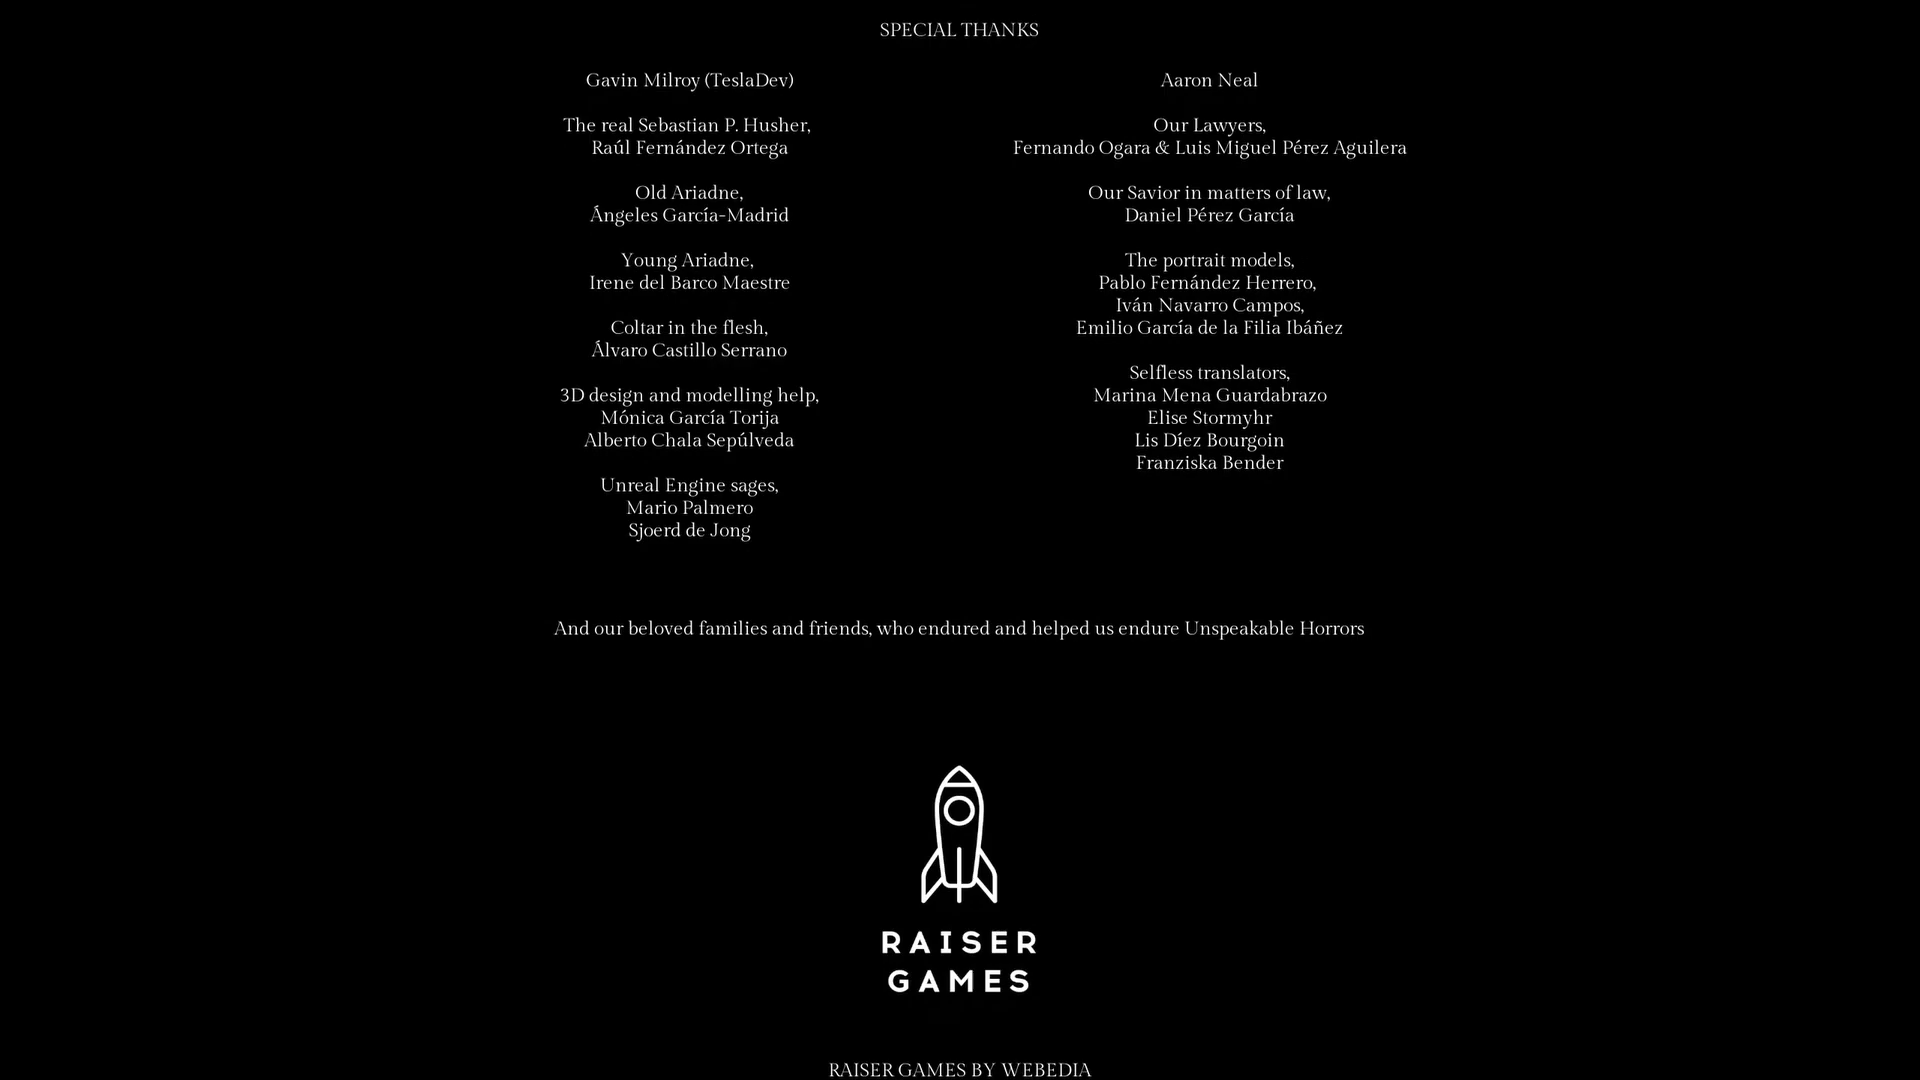 SPECIAL THANKS
Gavin Milroy (TeslaDev)
The real Sebastian P. Husher,
Raúl Fernández Ortega
Old Ariadne,
Ángeles García-Madrid
Young Ariadne,
Irene del Barco Maestre
Coltar in the flesh,
Álvaro Castillo Serrano
3D design and modelling help,
Mónica García Torija
Alberto Chala Sepúlveda
Unreal Engine sages,
Mario Palmero
Sjoerd de Jong
Aaron Neal
Our Lawyers,
Fernando Ogara & Luis Miguel Pérez Aguilera
Our Savior in matters of law,
Daniel Pérez García
The portrait models,
Pablo Fernández Herrero,
Iván Navarro Campos,
Emilio García de la Filia Ibáñez
Selfless translators,
Marina Mena Guardabrazo
Elise Stormyhr
Lis Díez Bourgoin
Franziska Bender
And our beloved families and friends, who endured and helped us endure Unspeakable Horrors
RAISER
GAMES
RAISER GAMES BY WEBEDIA